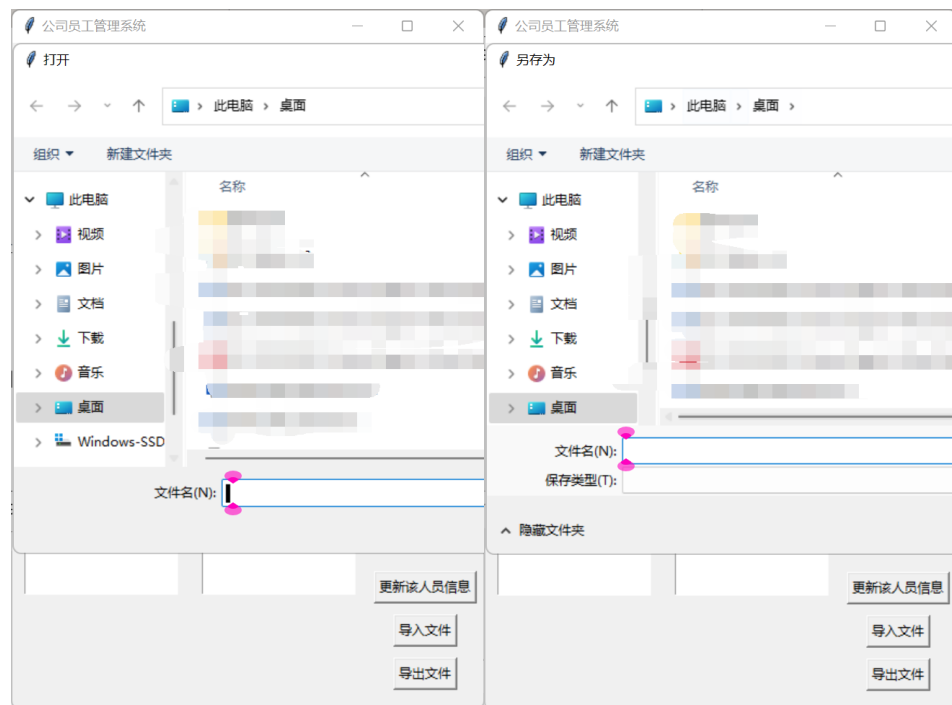 公司员工管理系统
打开
此电脑 > 桌面
组织 新建文件夹
名称
此电脑
视频
图片
文档
下载
音乐
桌面
Windows-SSD
文件名(N):
更新该人员信息
导入文件
导出文件
公司员工管理系统
另存为
此电脑 > 桌面 >
组织 新建文件夹
名称
此电脑
视频
图片
文档
下载
音乐
桌面
文件名(N):
保存类型(T):
隐藏文件夹
更新该人员信息
导入文件
导出文件